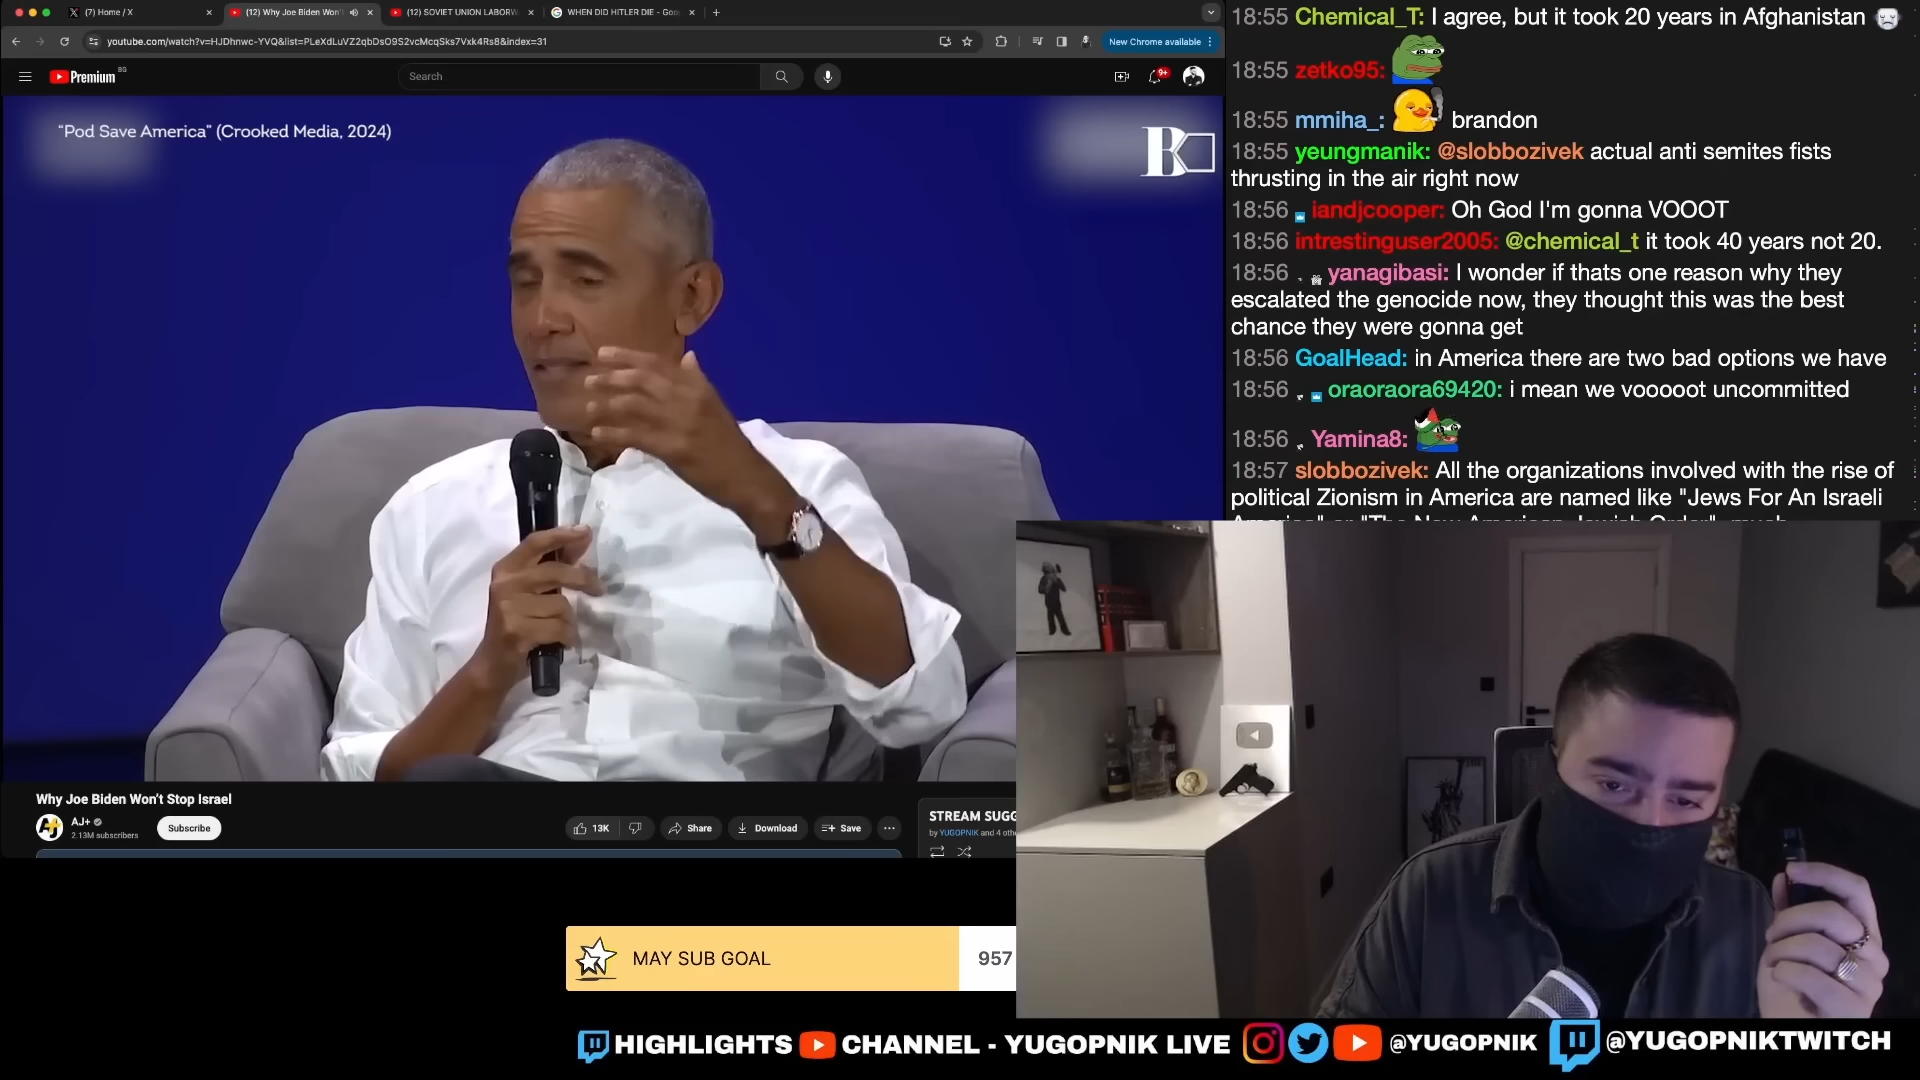 (7) Home / X
(12) Why Joe Biden Won't
(12) SOVIET UNION LABORW
WHEN DID HITLER DIE - Goo
youtube.com/watch?v=HJDhnwc-YVQ&list=PLeXdLuVZ2qbDsO9S2vcMcqSks7Vxk4Rs8&index=31
New Chrome available
Premium BG
Search
9+
"Pod Save America" (Crooked Media, 2024)
BK
Why Joe Biden Won't Stop Israel
AJ+
2.13M subscribers
Subscribe
13K
Share
Download
Save
STREAM SUGG
by YUGOPNIK and 4 oth
18:55 Chemical_T: I agree, but it took 20 years in Afghanistan
18:55 zetko95:
18:55 mmiha_: brandon
18:55 yeungmanik: @slobbozivek actual anti semites fists
thrusting in the air right now
18:56 iandjcooper: Oh God I'm gonna VOOOT
18:56 intrestinguser2005: @chemical_t it took 40 years not 20.
18:56 yanagibasi: I wonder if thats one reason why they
escalated the genocide now, they thought this was the best
chance they were gonna get
18:56 GoalHead: in America there are two bad options we have
18:56 oraoraora69420: i mean we vooooot uncommitted
18:56 Yamina8:
18:57 slobbozivek: All the organizations involved with the rise of
political Zionism in America are named like "Jews For An Israeli
MAY SUB GOAL
957
HIGHLIGHTS CHANNEL - YUGOPNIK LIVE @YUGOPNIK @YUGOPNIKTWITCH